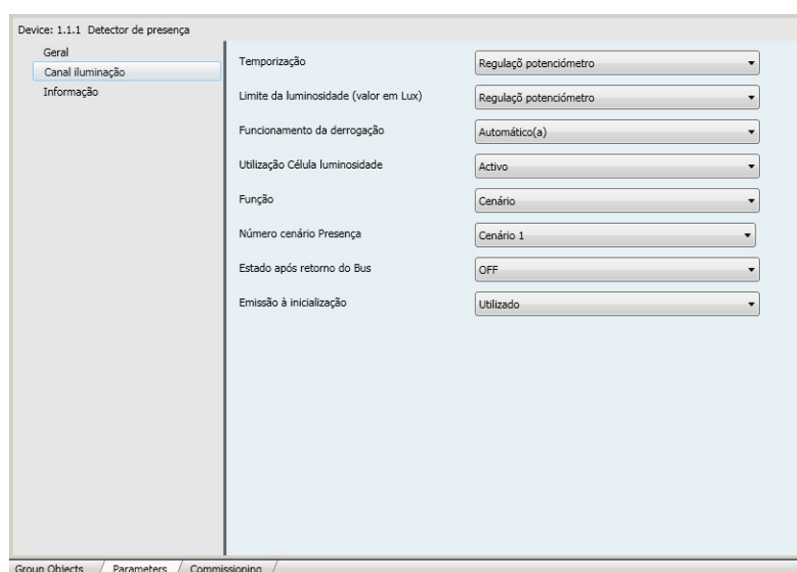 Device: 1.1.1 Detector de presença
Geral
Canal iluminação
Informação
Temporização Regulaçõ potenciómetro
Limite da luminosidade (valor em Lux) Regulaçõ potenciómetro
Funcionamento da derrogação Automático(a)
Utilização Célula luminosidade Activo
Função Cenário
Número cenário Presença Cenário 1
Estado após retorno do Bus OFF
Emissão à inicialização Utilizado
Group Objects Parameters Commissioning